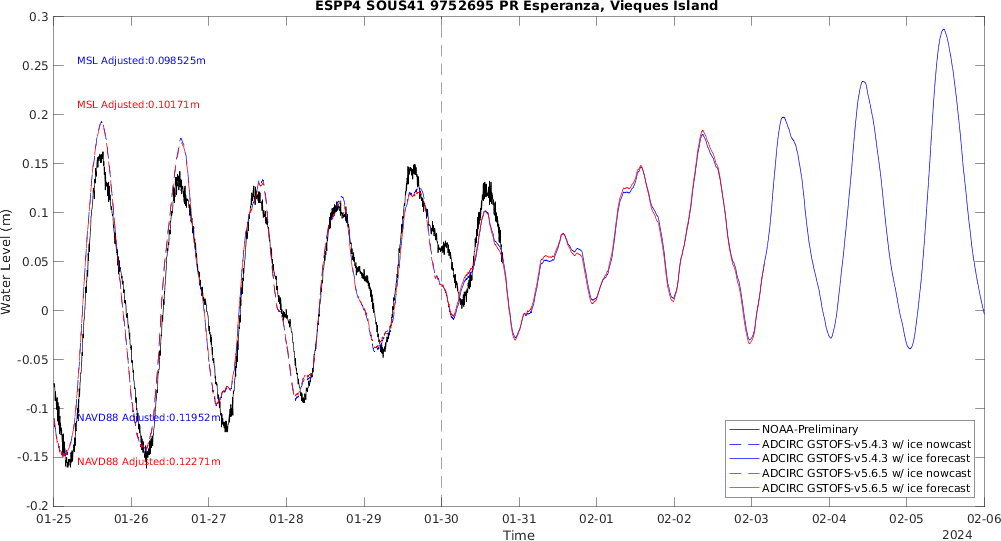 ESPP4 SOUS41 9752695 PR Esperanza, Vieques Island
0.3
0.25
0.2
0.15
0.1
0.05
0
-0.05
-0.1
-0.15
-0.2
Water Level (m)
MSL Adjusted:0.098525m
MSL Adjusted:0.10171m
NAVD88 Adjusted:0.11952m
NAVD88 Adjusted:0.12271m
NOAA-Preliminary
ADCIRC GSTOFS-v5.4.3 w/ ice nowcast
ADCIRC GSTOFS-v5.4.3 w/ ice forecast
ADCIRC GSTOFS-v5.6.5 w/ ice nowcast
ADCIRC GSTOFS-v5.6.5 w/ ice forecast
01-25 01-26 01-27 01-28 01-29 01-30 01-31 02-01 02-02 02-03 02-04 02-05 02-06
Time
2024